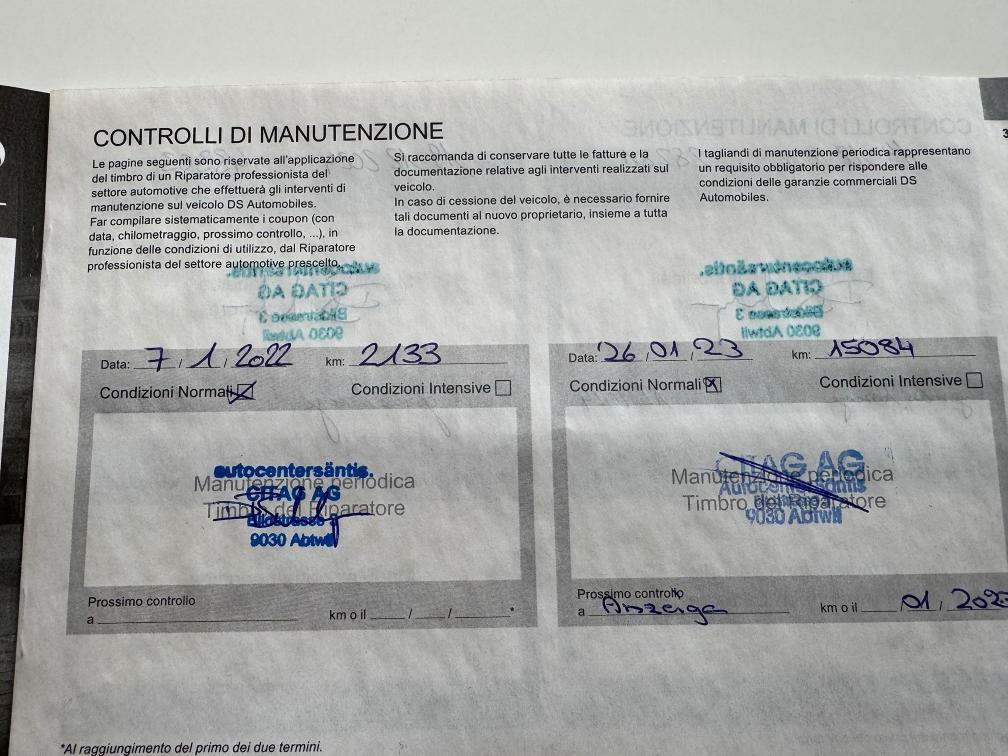 CONTROLLI DI MANUTENZIONE
Le pagine seguenti sono riservate all'applicazione
del timbro di un Riparatore professionista del
settore automotive che effettuerà gli interventi di
manutenzione sul veicolo DS Automobiles.
Far compilare sistematicamente i coupon (con
data, chilometraggio, prossimo controllo, ...), in
funzione delle condizioni di utilizzo, dal Riparatore
professionista del settore automotive prescelto.
Si raccomanda di conservare tutte le fatture e la
documentazione relative agli interventi realizzati sul
veicolo.
In caso di cessione del veicolo, è necessario fornire
tali documenti al nuovo proprietario, insieme a tutta
la documentazione.
I tagliandi di manutenzione periodica rappresentano
un requisito obbligatorio per rispondere alle
condizioni delle garanzie commerciali DS
Automobiles.
Data: 7 / 1 / 2022 km: 2133
Condizioni Normali Condizioni Intensive
Manutenzione periodica
Timbro del Riparatore
autocentersäntis.
CITAG AG
Bildstrasse 3
9030 Abtwil
Prossimo controllo
a km o il / / *
Data: 26 / 01 / 23 km: 15084
Condizioni Normali Condizioni Intensive
Manutenzione periodica
Timbro del Riparatore
CITAG AG
Autocenter Säntis
9030 Abtwil
Prossimo controllo
a Anzeige km o il 01 /
*Al raggiungimento del primo dei due termini.